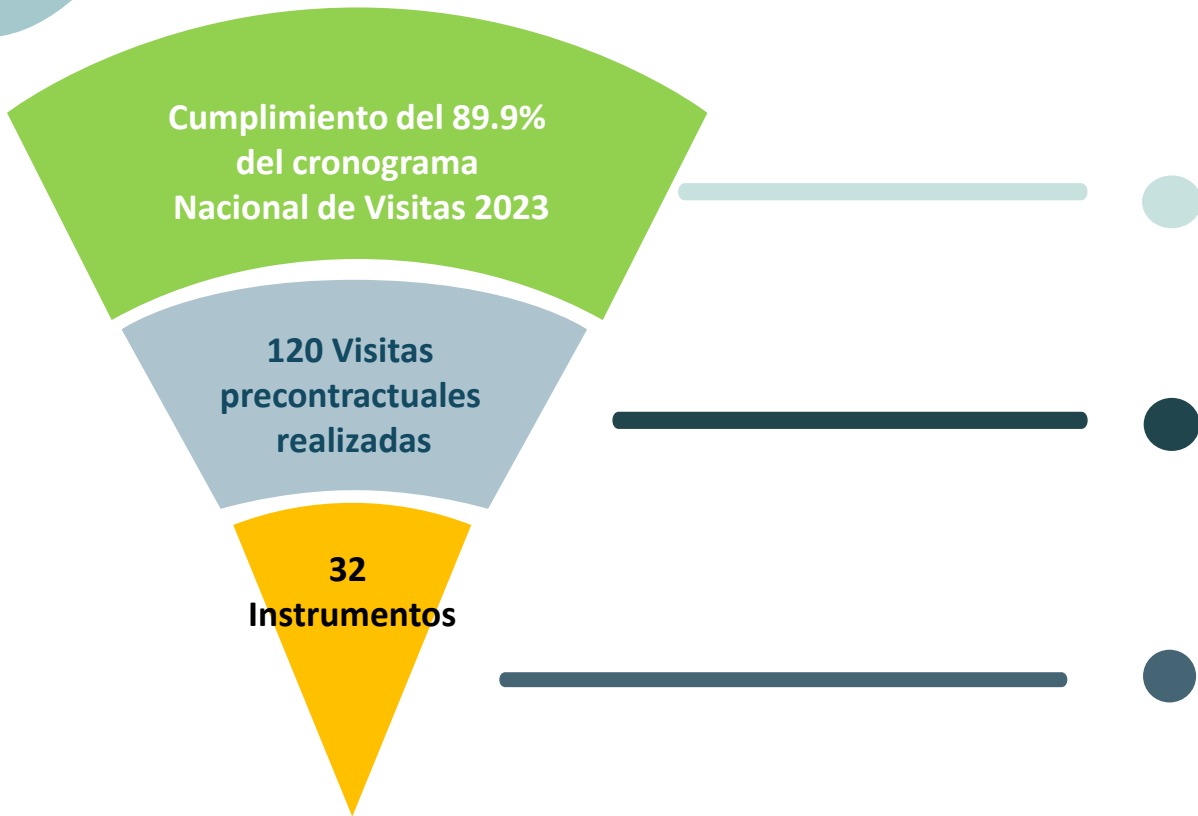 Cumplimiento del 89.9%
del cronograma
Nacional de Visitas 2023
120 Visitas
precontractuales
realizadas
32
Instrumentos